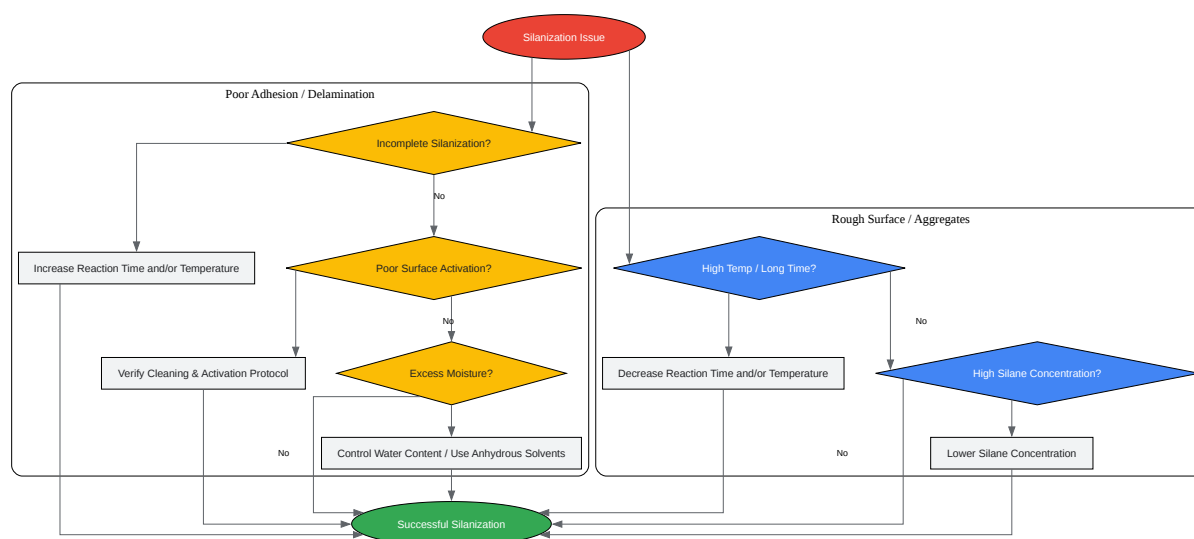 Silanization Issue
Poor Adhesion / Delamination
Incomplete Silanization?
No
Increase Reaction Time and/or Temperature
Poor Surface Activation?
No
Verify Cleaning & Activation Protocol
Excess Moisture?
No
Control Water Content / Use Anhydrous Solvents
Rough Surface / Aggregates
High Temp / Long Time?
No
Decrease Reaction Time and/or Temperature
High Silane Concentration?
No
Lower Silane Concentration
Successful Silanization